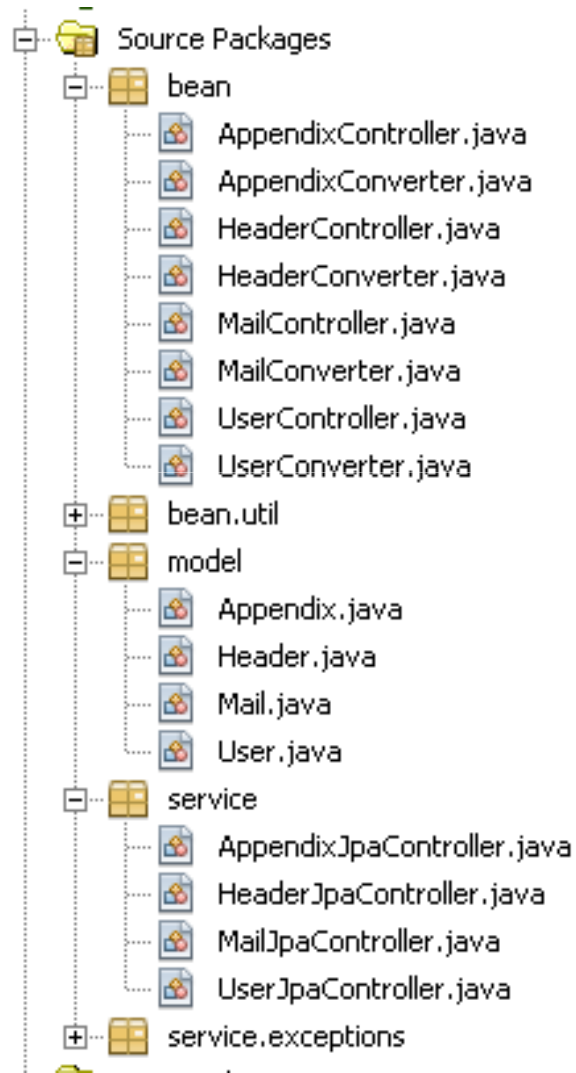 Source Packages
bean
AppendixController.java
AppendixConverter.java
HeaderController.java
HeaderConverter.java
MailController.java
MailConverter.java
UserController.java
UserConverter.java
bean.util
model
Appendix.java
Header.java
Mail.java
User.java
service
AppendixJpaController.java
HeaderJpaController.java
MailJpaController.java
UserJpaController.java
service.exceptions